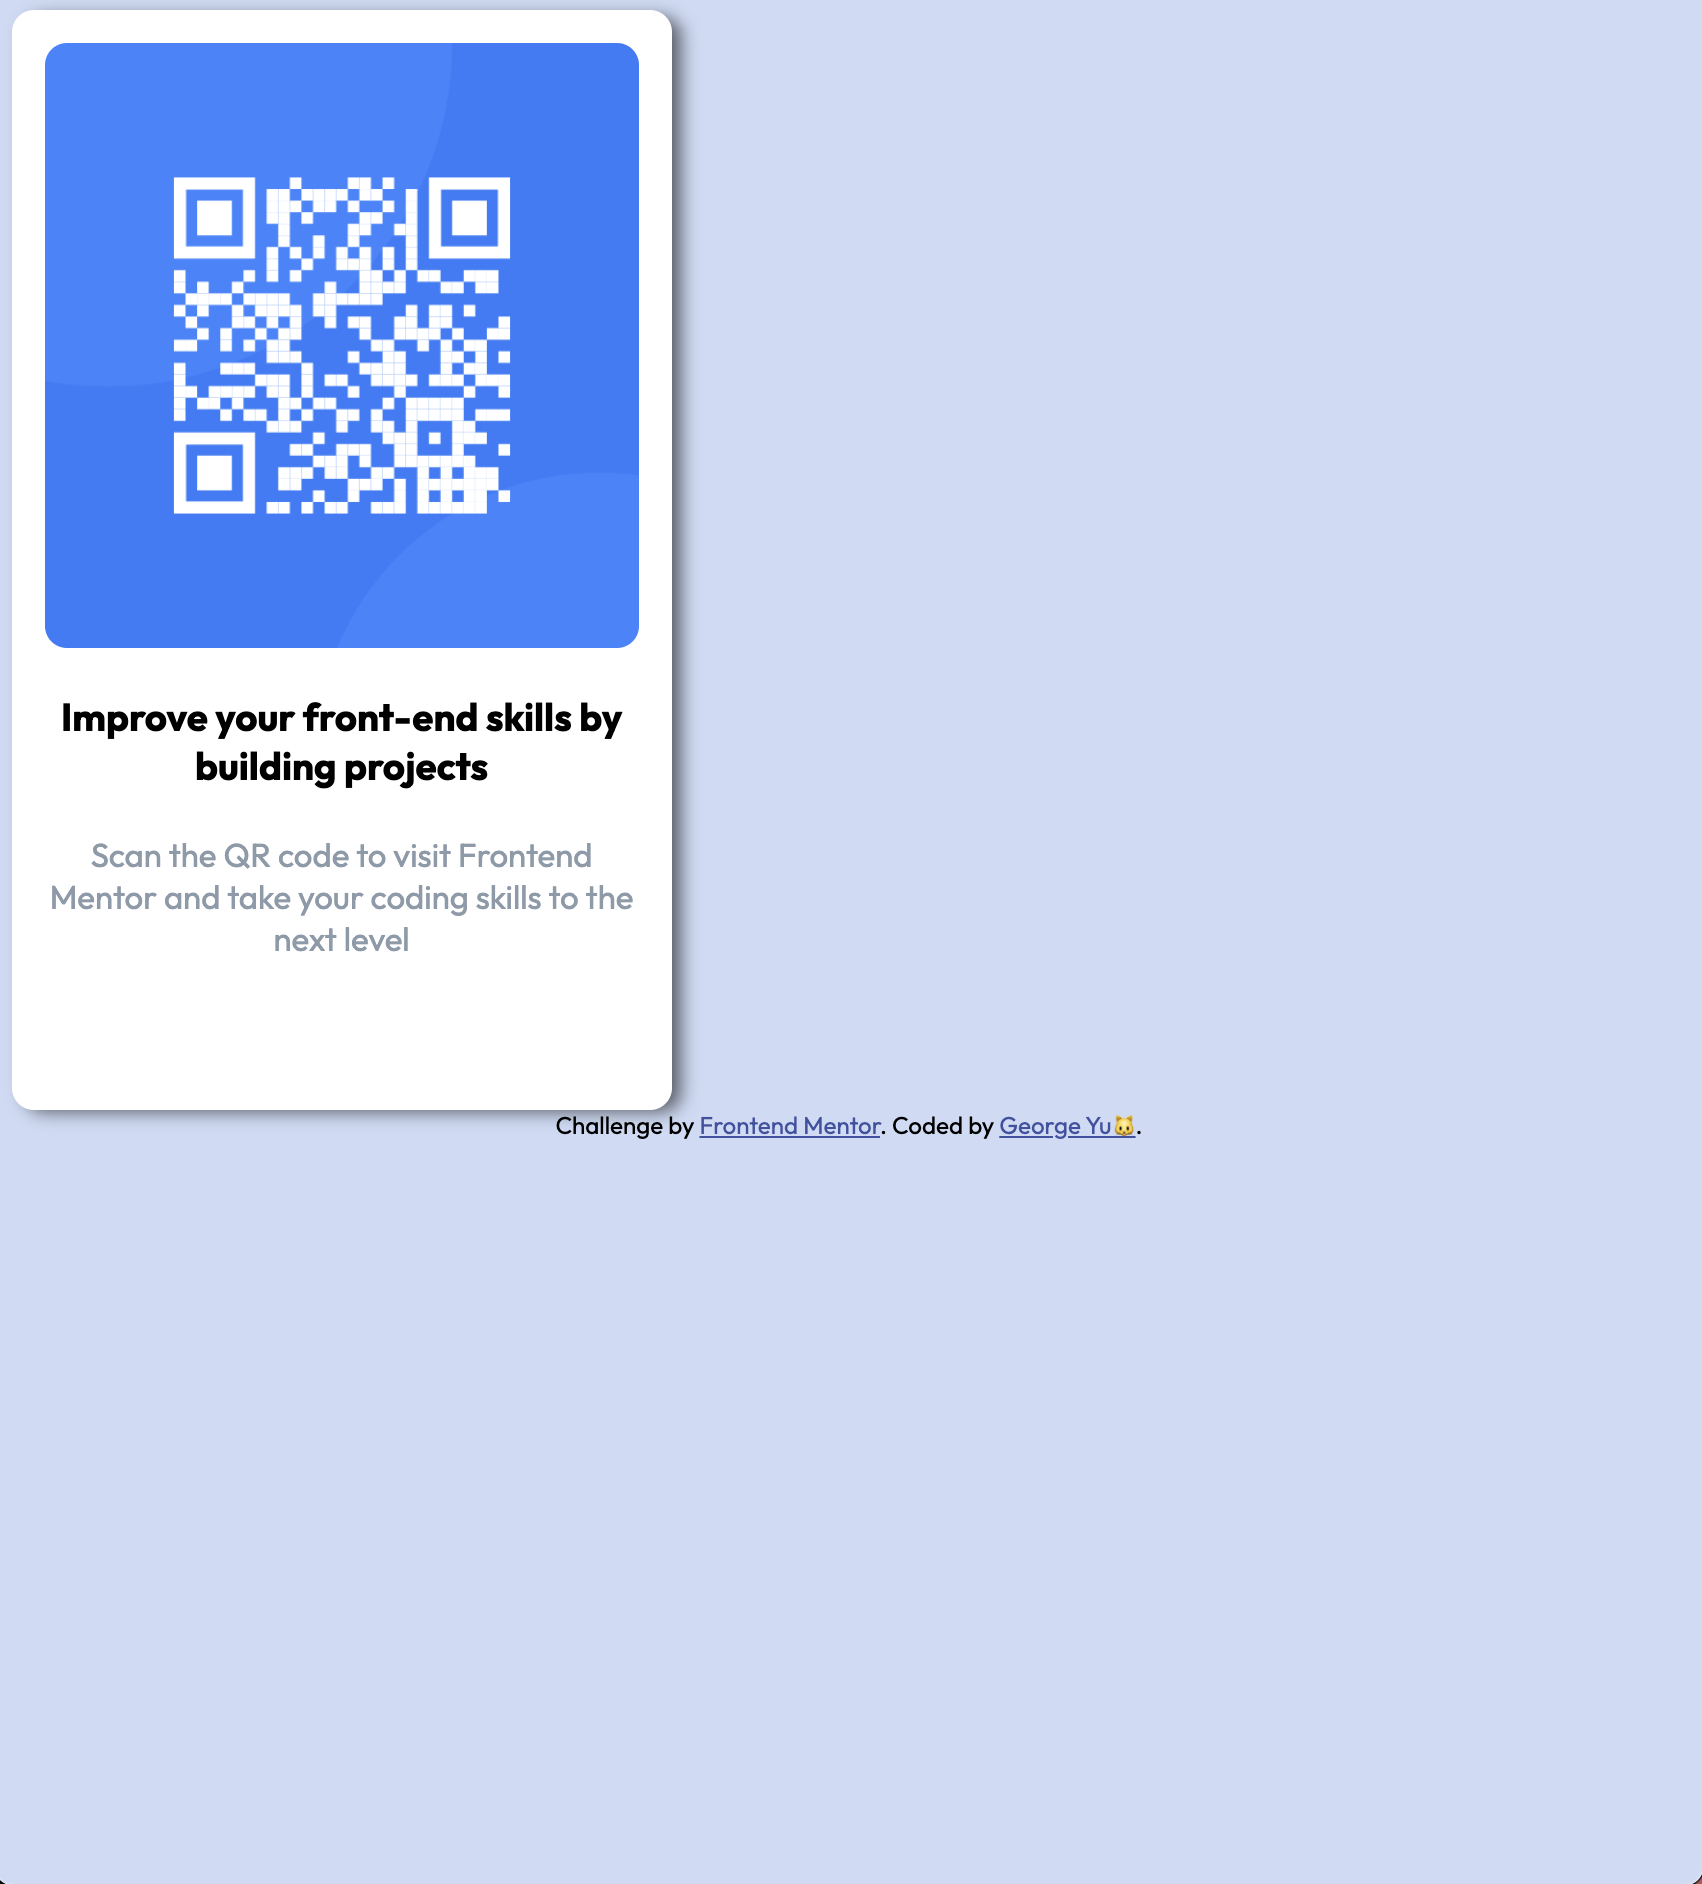 Improve your front-end skills by
building projects
Scan the QR code to visit Frontend
Mentor and take your coding skills to the
next level
Challenge by Frontend Mentor. Coded by George Yu🐱.